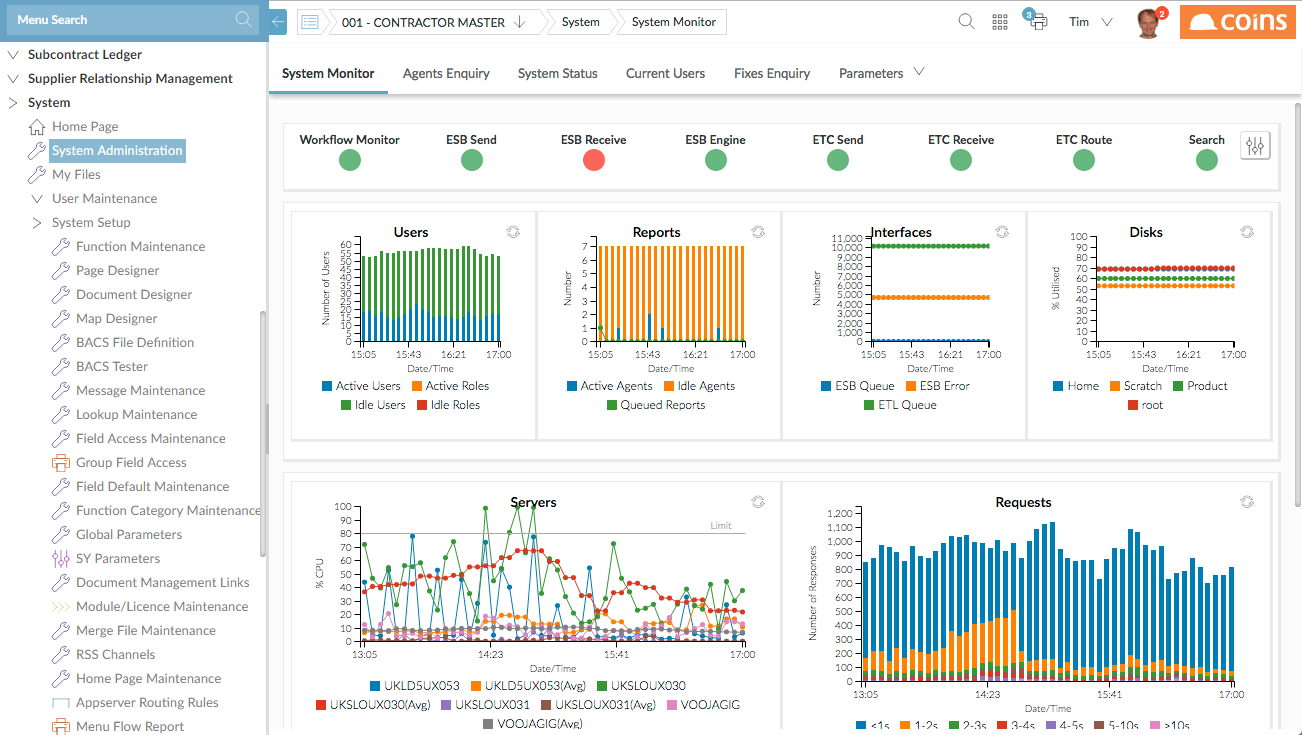 Menu Search
001 - CONTRACTOR MASTER
System
System Monitor
3
Tim
2
coins
Subcontract Ledger
Supplier Relationship Management
System
Home Page
System Administration
My Files
User Maintenance
System Setup
Function Maintenance
Page Designer
Document Designer
Map Designer
BACS File Definition
BACS Tester
Message Maintenance
Lookup Maintenance
Field Access Maintenance
Group Field Access
Field Default Maintenance
Function Category Maintenance
Global Parameters
SY Parameters
Document Management Links
Module/Licence Maintenance
Merge File Maintenance
RSS Channels
Home Page Maintenance
Appserver Routing Rules
Menu Flow Report
System Monitor Agents Enquiry System Status Current Users Fixes Enquiry Parameters
Workflow Monitor ESB Send ESB Receive ESB Engine ETC Send ETC Receive ETC Route Search
Users
Number of Users
60
55
50
45
40
35
30
25
20
15
10
5
0
15:05 15:43 16:21 17:00
Date/Time
Active Users Active Roles
Idle Users Idle Roles
Reports
Number
7
6
5
4
3
2
1
0
15:05 15:43 16:21 17:00
Date/Time
Active Agents Idle Agents
Queued Reports
Interfaces
Number
11,000
10,000
9,000
8,000
7,000
6,000
5,000
4,000
3,000
2,000
1,000
0
15:05 15:43 16:21 17:00
Date/Time
ESB Queue ESB Error
ETL Queue
Disks
% Utilised
100
90
80
70
60
50
40
30
20
10
0
15:05 15:43 16:21 17:00
Date/Time
Home Scratch Product
root
Servers
% CPU
100
90
80
70
60
50
40
30
20
10
0
Limit
13:05 14:23 15:41 17:00
Date/Time
UKLD5UX053 UKLD5UX053(Avg) UKSLOUX030
UKSLOUX030(Avg) UKSLOUX031 UKSLOUX031(Avg) VOOJAGIG
VOOJAGIG(Avg)
Requests
Number of Responses
1,200
1,100
1,000
900
800
700
600
500
400
300
200
100
0
13:05 14:23 15:41 17:00
Date/Time
<1s 1-2s 2-3s 3-4s 4-5s 5-10s >10s